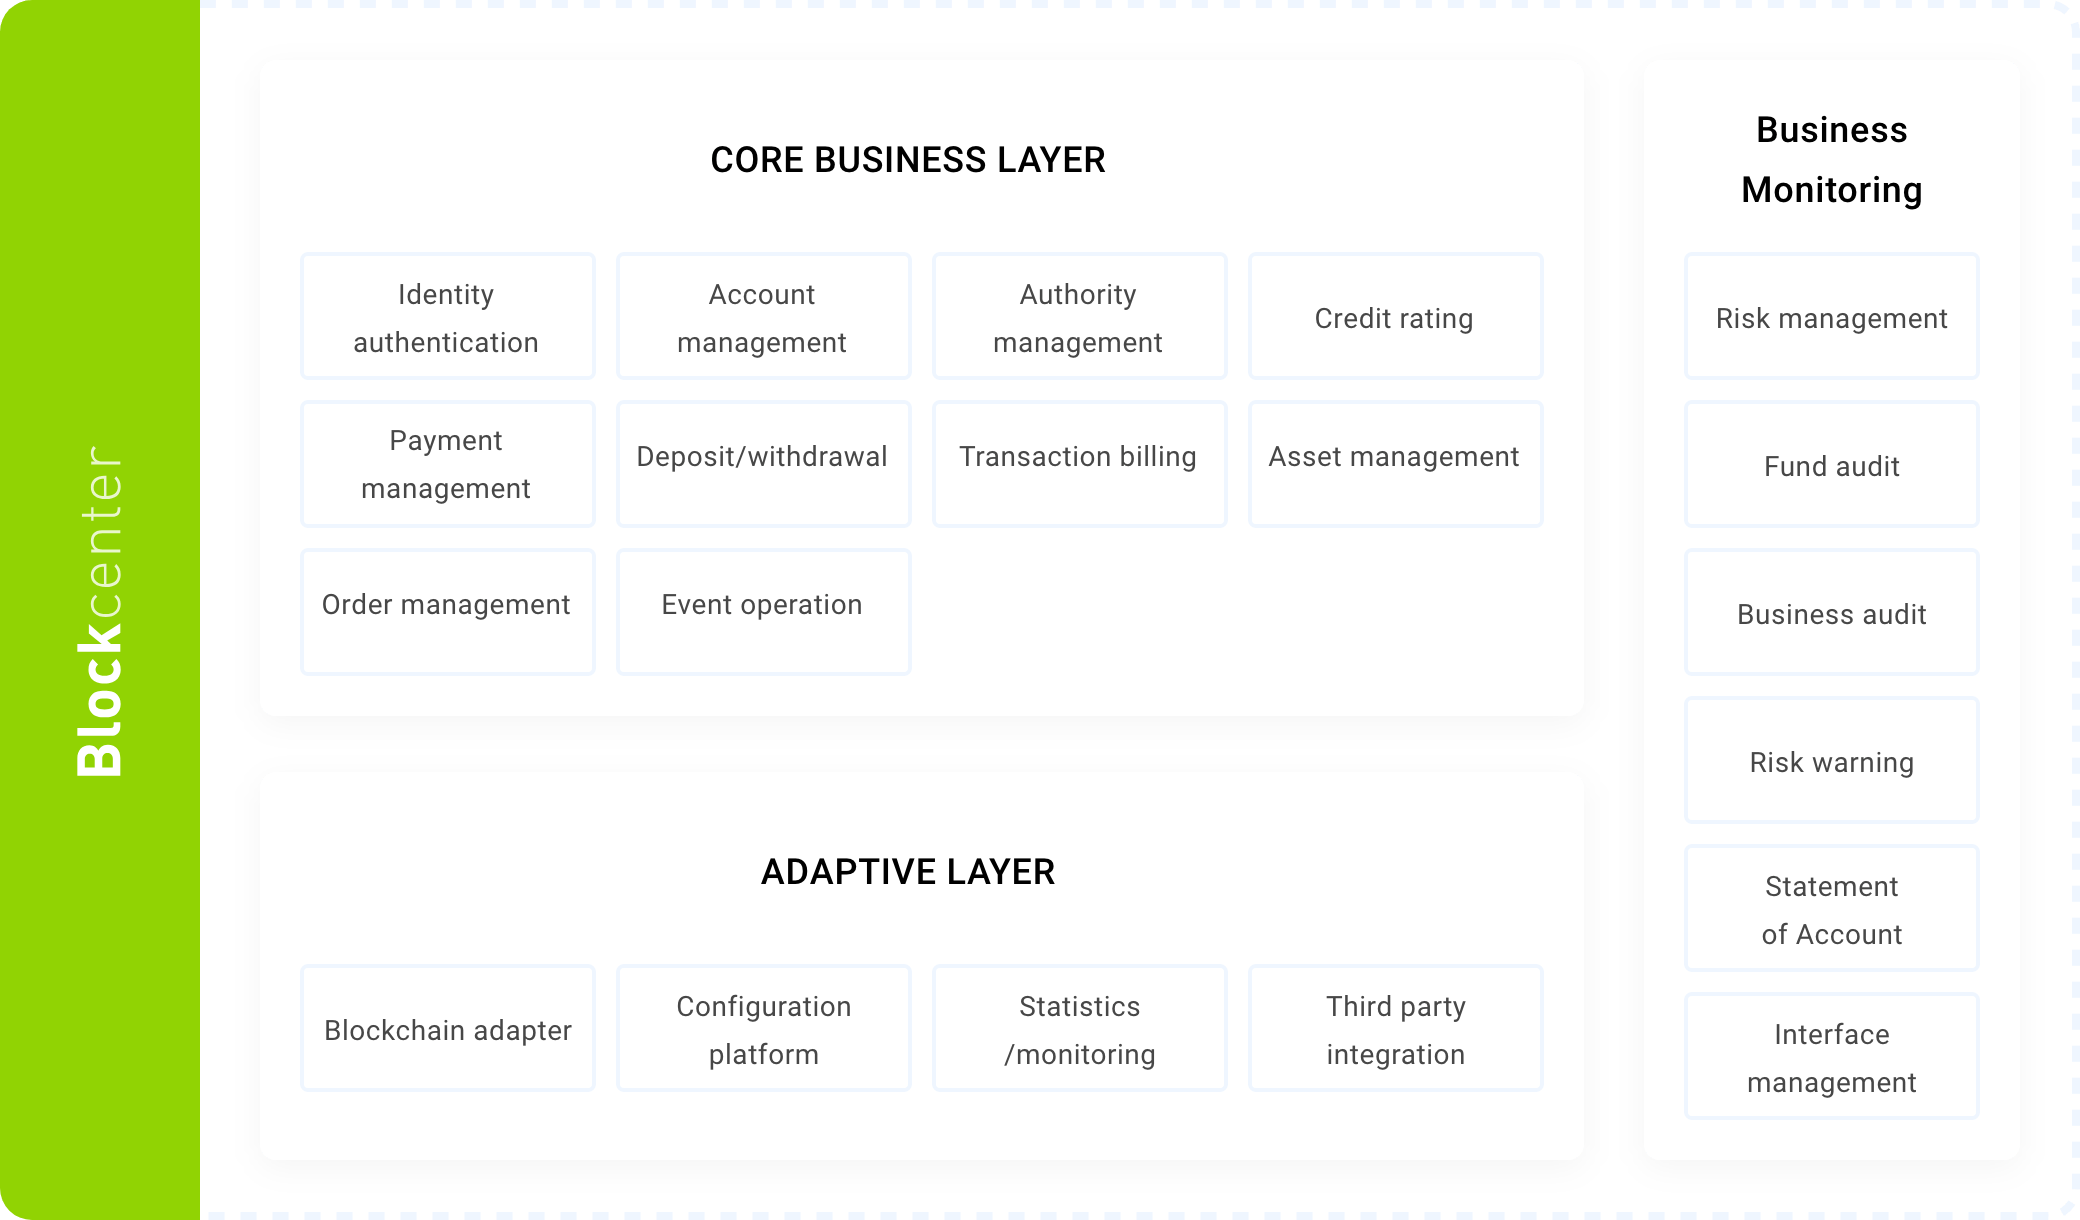 Blockcenter
CORE BUSINESS LAYER
Identity
authentication
Account
management
Authority
management
Credit rating
Payment
management
Deposit/withdrawal
Transaction billing
Asset management
Order management
Event operation
ADAPTIVE LAYER
Blockchain adapter
Configuration
platform
Statistics
/monitoring
Third party
integration
Business
Monitoring
Risk management
Fund audit
Business audit
Risk warning
Statement
of Account
Interface
management